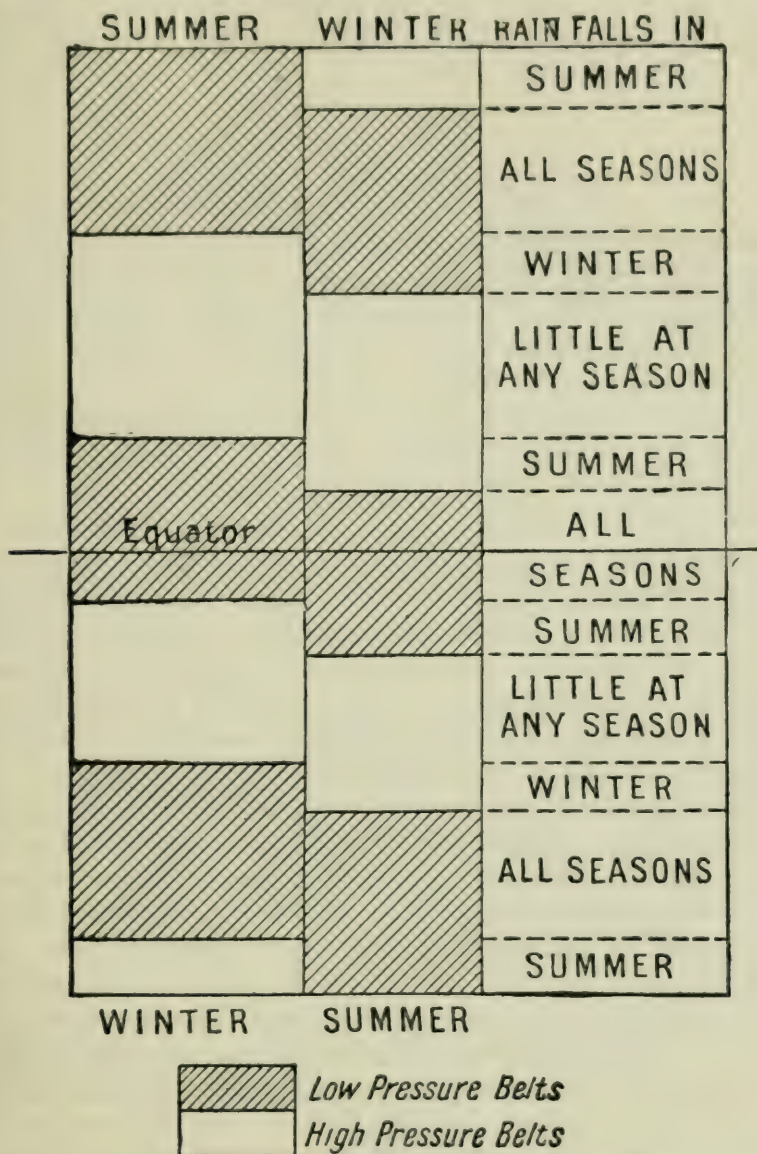 SUMMER WINTER RAIN FALLS IN
SUMMER
ALL SEASONS
WINTER
LITTLE AT
ANY SEASON
SUMMER
Equator ALL
SEASONS
SUMMER
LITTLE AT
ANY SEASON
WINTER
ALL SEASONS
SUMMER
WINTER SUMMER
Low Pressure Belts
High Pressure Belts